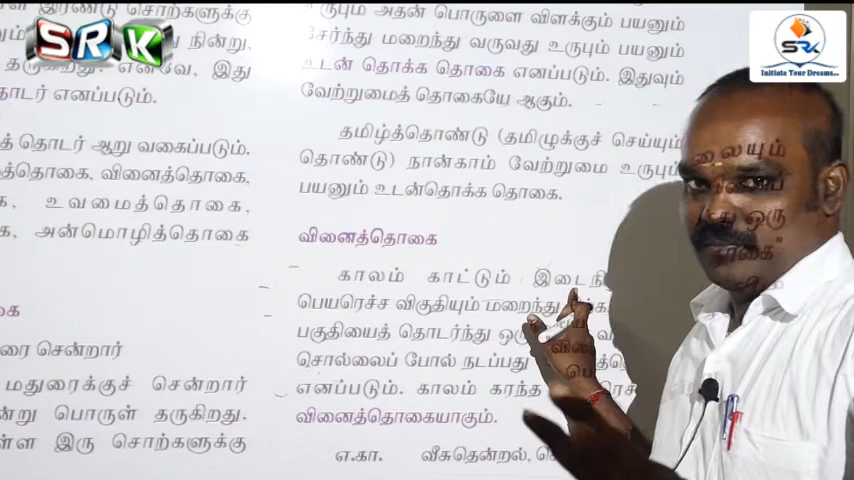 SRK
SRK
Initiate Your Dreams...
இரண்டு சொற்களுக்கு
நின்று,
எனவே, இது
எனப்படும்.
தொடர் ஆறு வகைப்படும்.
வினைத்தொகை,
உவமைத்தொகை,
அன்மொழித்தொகை
சென்றார்
மதுரைக்குச் சென்றார்
பொருள் தருகிறது.
இரு சொற்களுக்கு
உருபும் அதன் பொருளை விளக்கும் பயனும்
சேர்ந்து மறைந்து வருவது உருபும் பயனும்
உடன் தொக்க தொகை எனப்படும். இதுவும்
வேற்றுமைத் தொகையே ஆகும்.
தமிழ்த்தொண்டு (தமிழுக்குச் செய்யும்
தொண்டு) நான்காம் வேற்றுமை உருபும்
பயனும் உடன்தொக்க தொகை.
வினைத்தொகை
காலம் காட்டும்
பெயரெச்ச விகுதியும் மறைந்து
பகுதியைத் தொடர்ந்து
சொல்லைப் போல் நடப்பது
எனப்படும். காலம் கரந்த
வினைத்தொகையாகும்.
எ.கா. வீசுதென்றல்,